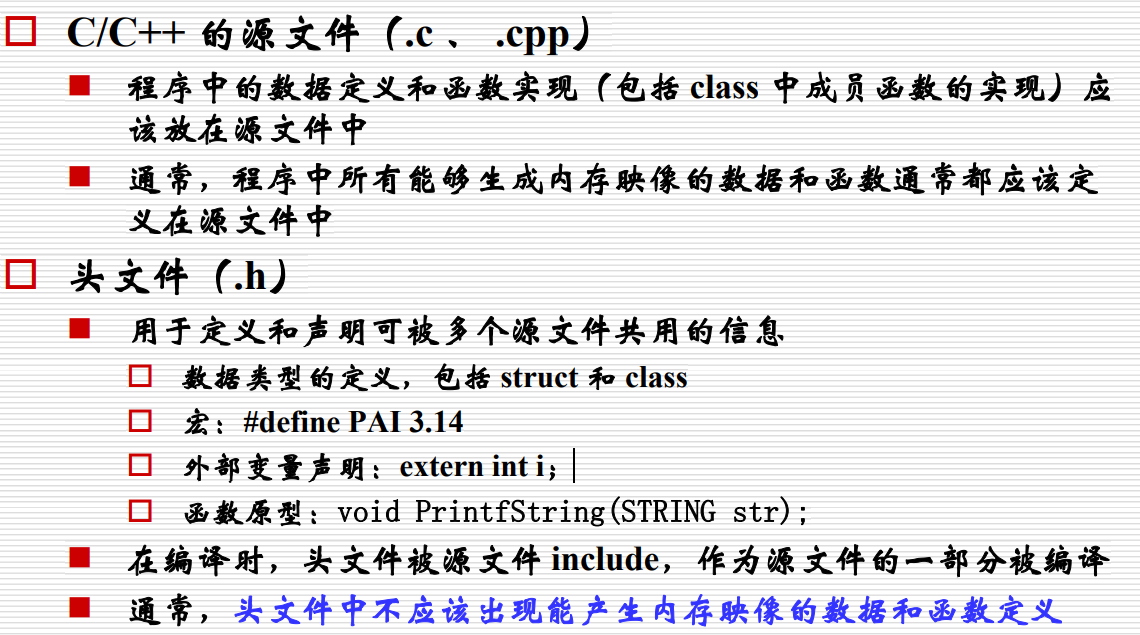 C/C++ 的源文件（.c 、 .cpp）
程序中的数据定义和函数实现（包括 class 中成员函数的实现）应
该放在源文件中
通常，程序中所有能够生成内存映像的数据和函数通常都应该定
义在源文件中
头文件（.h）
用于定义和声明可被多个源文件共用的信息
数据类型的定义，包括 struct 和 class
宏：#define PAI 3.14
外部变量声明：extern int i；
函数原型：void PrintfString(STRING str);
在编译时，头文件被源文件 include，作为源文件的一部分被编译
通常，头文件中不应该出现能产生内存映像的数据和函数定义